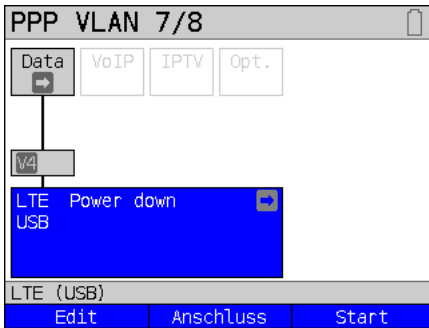 PPP VLAN 7/8
Data VoIP IPTV Opt.
V4
LTE Power down
USB
LTE (USB)
Edit Anschluss Start